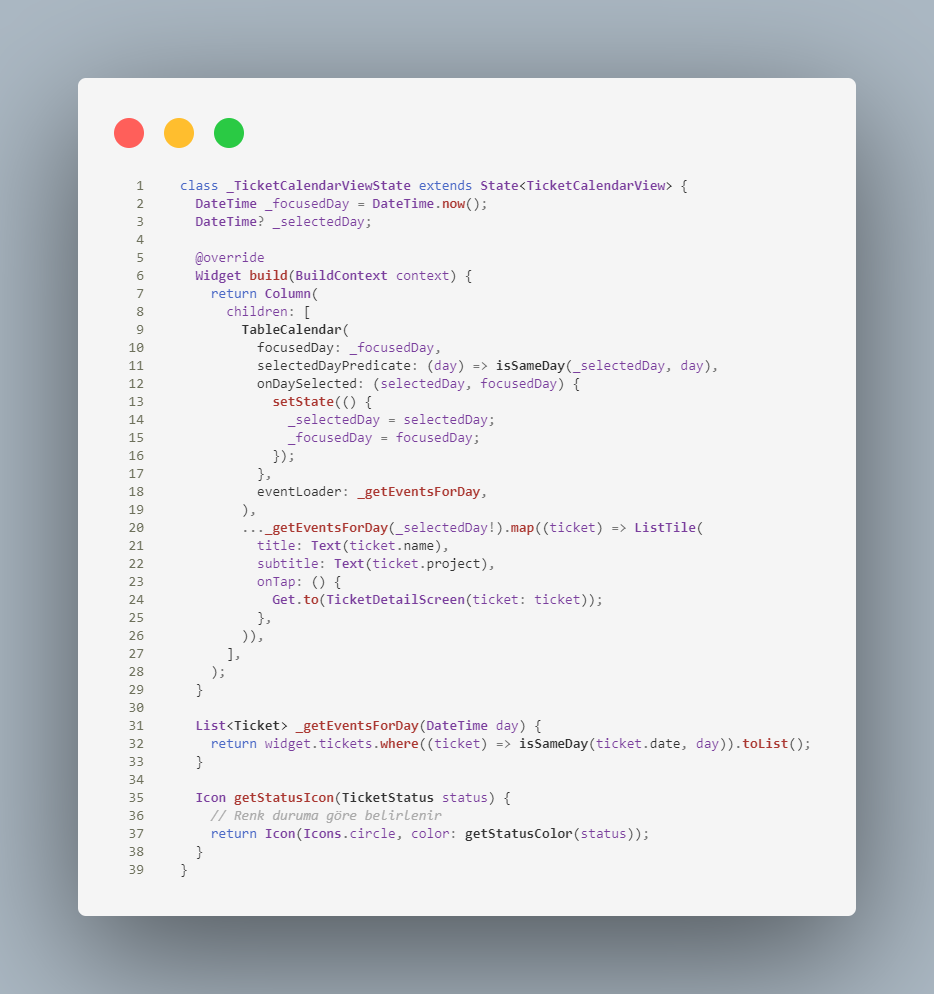 1 class _TicketCalendarViewState extends State<TicketCalendarView> {
2   DateTime _focusedDay = DateTime.now();
3   DateTime? _selectedDay;
4
5   @override
6   Widget build(BuildContext context) {
7     return Column(
8       children: [
9         TableCalendar(
10           focusedDay: _focusedDay,
11           selectedDayPredicate: (day) => isSameDay(_selectedDay, day),
12           onDaySelected: (selectedDay, focusedDay) {
13             setState(() {
14               _selectedDay = selectedDay;
15               _focusedDay = focusedDay;
16             });
17           },
18           eventLoader: _getEventsForDay,
19         ),
20         ..._getEventsForDay(_selectedDay!).map((ticket) => ListTile(
21           title: Text(ticket.name),
22           subtitle: Text(ticket.project),
23           onTap: () {
24             Get.to(TicketDetailScreen(ticket: ticket));
25           },
26         )),
27       ],
28     );
29   }
30
31   List<Ticket> _getEventsForDay(DateTime day) {
32     return widget.tickets.where((ticket) => isSameDay(ticket.date, day)).toList();
33   }
34
35   Icon getStatusIcon(TicketStatus status) {
36     // Renk duruma göre belirlenir
37     return Icon(Icons.circle, color: getStatusColor(status));
38   }
39 }